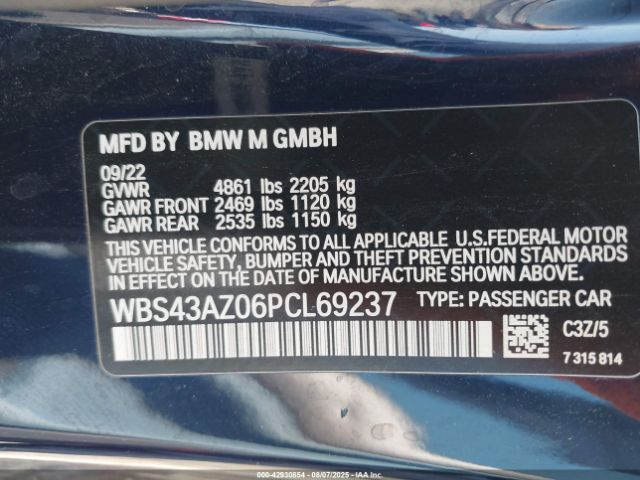 MFD BY BMW M GMBH
09/22
GVWR 4861 lbs 2205 kg
GAWR FRONT 2469 lbs 1120 kg
GAWR REAR 2535 lbs 1150 kg
THIS VEHICLE CONFORMS TO ALL APPLICABLE U.S.FEDERAL MOTOR
VEHICLE SAFETY, BUMPER AND THEFT PREVENTION STANDARDS
IN EFFECT ON THE DATE OF MANUFACTURE SHOWN ABOVE.
WBS43AZ06PCL69237 TYPE: PASSENGER CAR
C3Z/5
7 315 814
000-42930854 - 08/07/2025 - IAAI.COM